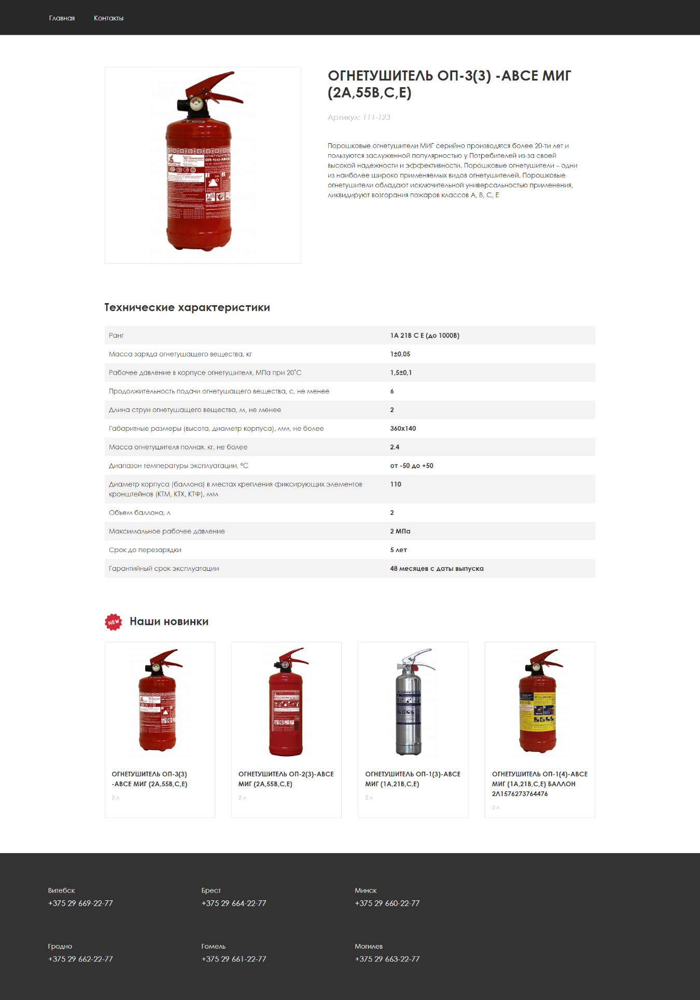 Главная
Контакты
ОГНЕТУШИТЕЛЬ ОП-3(3) -АВСЕ МИГ
(2А,55В,С,Е)
Артикул: 111-123
Порошковые огнетушители МИГ серийно производятся более 20-ти лет и
пользуются заслуженной популярностью у Потребителей из-за своей
высокой надежности и эффективности. Порошковые огнетушители – одни
из наиболее широко применяемых видов огнетушителей. Порошковые
огнетушители обладают исключительной универсальностью применения,
ликвидируют возгорания пожаров классов А, В, С, Е
ОГНЕТУШИТЕЛЬ
ОП-1(з)-АВСЕ
Технические характеристики
Ранг 1А 21В С Е (до 1000В)
Масса заряда огнетушащего вещества, кг 1±0,05
Рабочее давление в корпусе огнетушителя, МПа при 20˚С 1,5±0,1
Продолжительность подачи огнетушащего вещества, с, не менее 6
Длина струи огнетушащего вещества, м, не менее 2
Габаритные размеры (высота, диаметр корпуса), мм, не более 360х140
Масса огнетушителя полная, кг, не более 2.4
Диапазон температуры эксплуатации, °С от -50 до +50
Диаметр корпуса (баллона) в местах крепления фиксирующих элементов 110
кронштейнов (КТМ, КТХ, КТФ), мм
Объем баллона, л 2
Максимальное рабочее давление 2 МПа
Срок до перезарядки 5 лет
Гарантийный срок эксплуатации 48 месяцев с даты выпуска
NEW
Наши новинки
ОГНЕТУШИТЕЛЬ ОП-3(3)
-АВСЕ МИГ (2А,55В,С,Е)
2 л
ОГНЕТУШИТЕЛЬ ОП-2(3)-АВСЕ
МИГ (2А,55В,С,Е)
2 л
ОГНЕТУШИТЕЛЬ ОП-1(3)-АВСЕ
МИГ (1А,21В,С,Е)
2 л
ОГНЕТУШИТЕЛЬ ОП-1(4)-АВСЕ
МИГ (1А,21В,С,Е) БАЛЛОН
2Л1576273764476
2 л
Витебск
+375 29 669-22-77
Брест
+375 29 664-22-77
Минск
+375 29 660-22-77
Гродно
+375 29 662-22-77
Гомель
+375 29 661-22-77
Могилев
+375 29 663-22-77